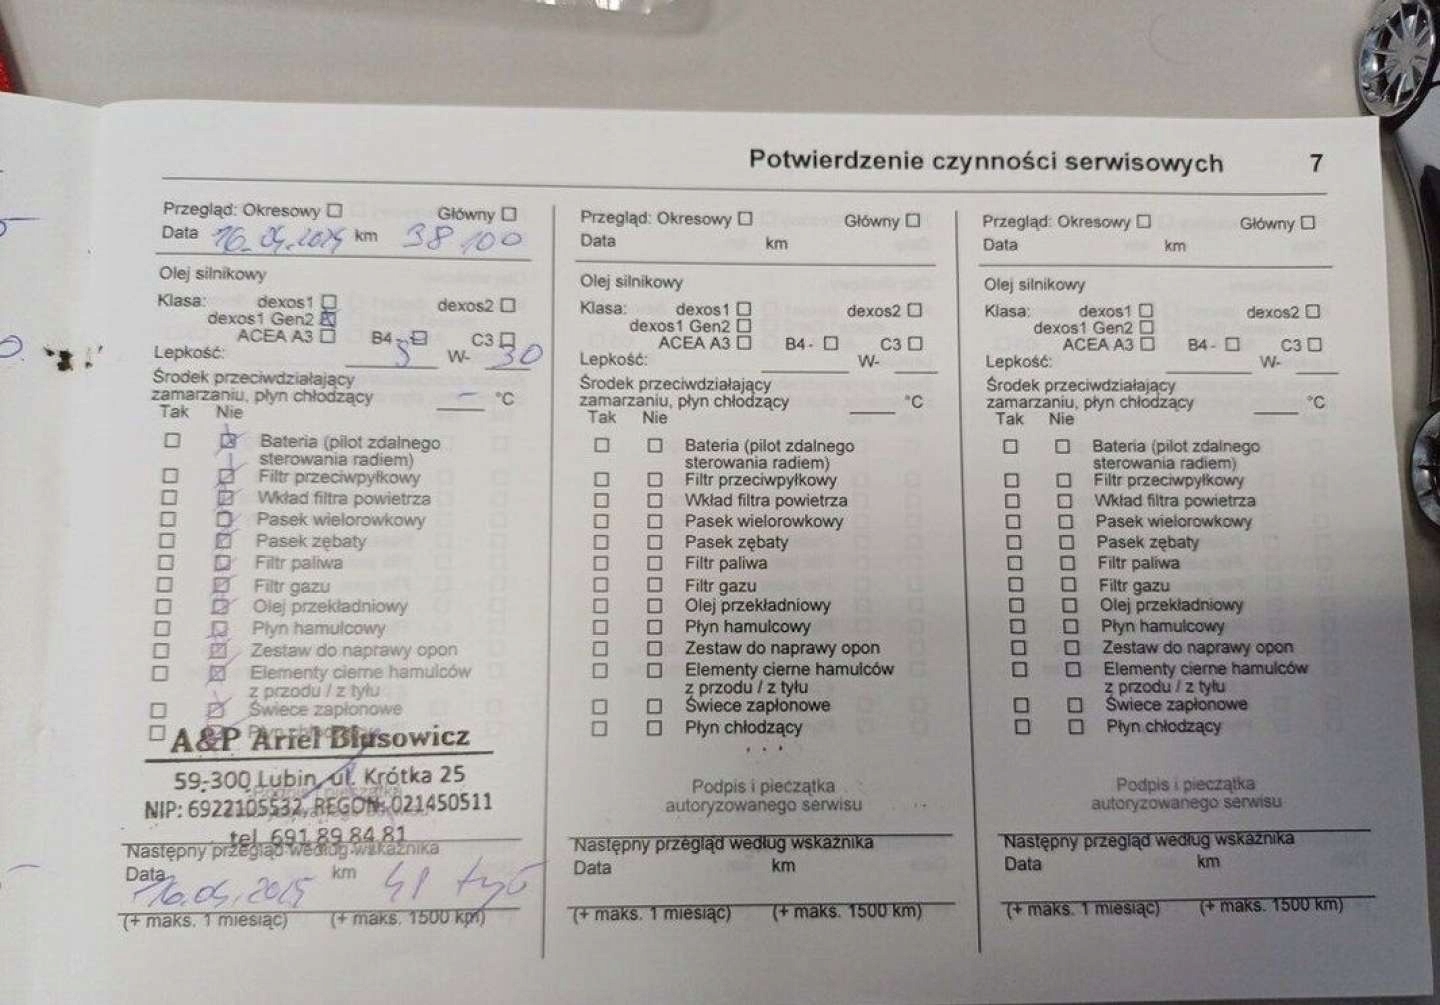 Potwierdzenie czynności serwisowych 7
Przegląd: Okresowy Główny
Data km 38 100
Olej silnikowy
Klasa: dexos1 dexos2
dexos1 Gen2
ACEA A3 B4- C3
Lepkość: 5 W- 30
Środek przeciwdziałający
zamarzaniu, płyn chłodzący - °C
Tak Nie
Bateria (pilot zdalnego
sterowania radiem)
Filtr przeciwpyłkowy
Wkład filtra powietrza
Pasek wielorowkowy
Pasek zębaty
Filtr paliwa
Filtr gazu
Olej przekładniowy
Płyn hamulcowy
Zestaw do naprawy opon
Elementy cierne hamulców
z przodu / z tyłu
Świece zapłonowe
A&P Ariel Blusowicz
59-300 Lubin, ul. Krótka 25
NIP: 6922105532, REGON: 021450511
tel. 691 89 84 81
Następny przegląd według wskaźnika
Data km
(+ maks. 1 miesiąc) (+ maks. 1500 km)
Przegląd: Okresowy Główny
Data km
Olej silnikowy
Klasa: dexos1 dexos2
dexos1 Gen2
ACEA A3 B4- C3
Lepkość: W-
Środek przeciwdziałający
zamarzaniu, płyn chłodzący °C
Tak Nie
Bateria (pilot zdalnego
sterowania radiem)
Filtr przeciwpyłkowy
Wkład filtra powietrza
Pasek wielorowkowy
Pasek zębaty
Filtr paliwa
Filtr gazu
Olej przekładniowy
Płyn hamulcowy
Zestaw do naprawy opon
Elementy cierne hamulców
z przodu / z tyłu
Świece zapłonowe
Płyn chłodzący
Podpis i pieczątka
autoryzowanego serwisu
Następny przegląd według wskaźnika
Data km
(+ maks. 1 miesiąc) (+ maks. 1500 km)
Przegląd: Okresowy Główny
Data km
Olej silnikowy
Klasa: dexos1 dexos2
dexos1 Gen2
ACEA A3 B4- C3
Lepkość: W-
Środek przeciwdziałający
zamarzaniu, płyn chłodzący °C
Tak Nie
Bateria (pilot zdalnego
sterowania radiem)
Filtr przeciwpyłkowy
Wkład filtra powietrza
Pasek wielorowkowy
Pasek zębaty
Filtr paliwa
Filtr gazu
Olej przekładniowy
Płyn hamulcowy
Zestaw do naprawy opon
Elementy cierne hamulców
z przodu / z tyłu
Świece zapłonowe
Płyn chłodzący
Podpis i pieczątka
autoryzowanego serwisu
Następny przegląd według wskaźnika
Data km
(+ maks. 1 miesiąc) (+ maks. 1500 km)